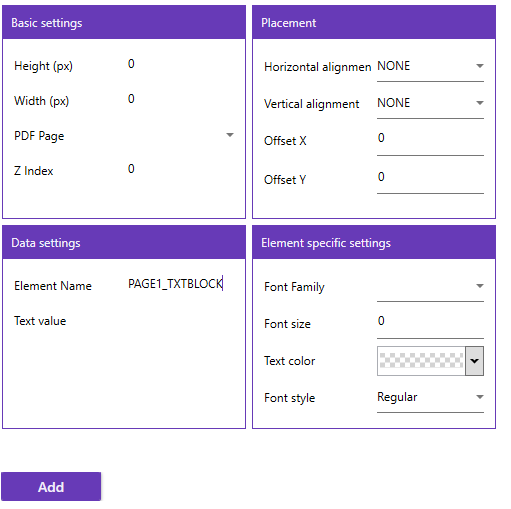 Basic settings
Height (px) 0
Width (px) 0
PDF Page
Z Index 0
Placement
Horizontal alignmen NONE
Vertical alignment NONE
Offset X 0
Offset Y 0
Data settings
Element Name PAGE1_TXTBLOCK
Text value
Element specific settings
Font Family
Font size 0
Text color
Font style Regular
Add